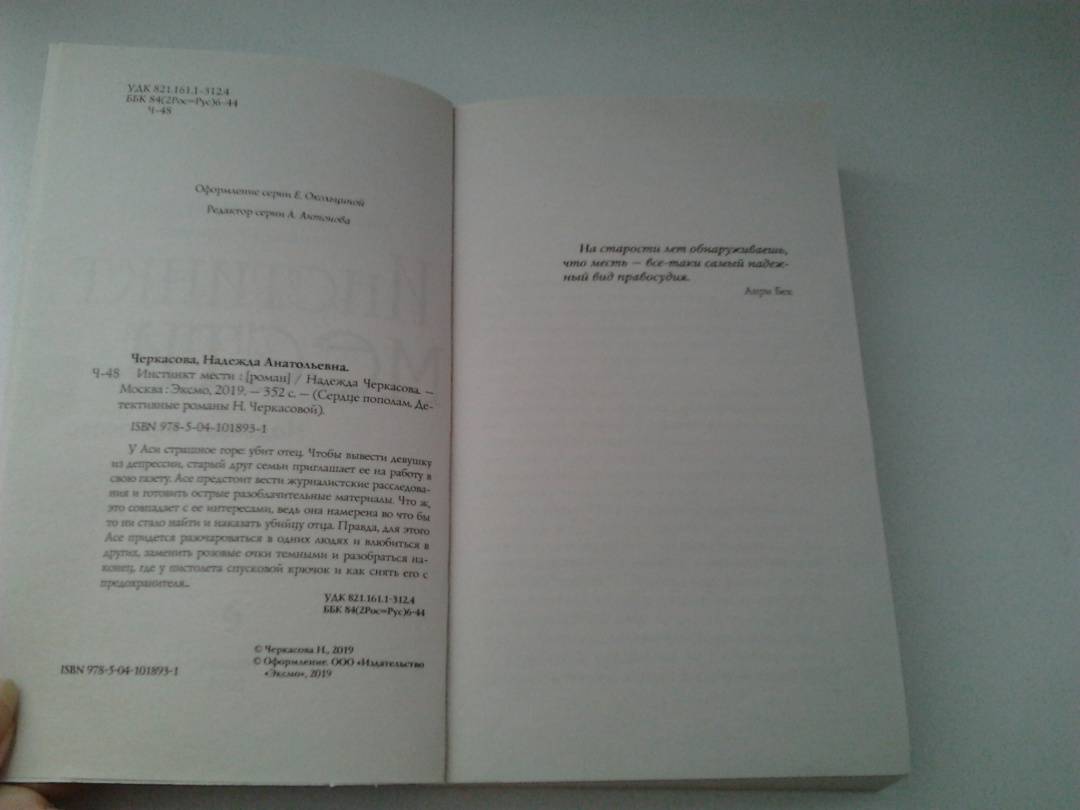 УДК 821.161.1-312.4
ББК 84(2Рос=Рус)6-44
Ч-48
Оформление серии Е. Окольциной
Редактор серии А. Антонова
Черкасова, Надежда Анатольевна.
Ч-48 Инстинкт мести : [роман] / Надежда Черкасова. —
Москва : Эксмо, 2019. — 352 с. — (Сердце пополам. Де-
тективные романы Н. Черкасовой).
ISBN 978-5-04-101893-1
У Аси страшное горе: убит отец. Чтобы вывести девушку
из депрессии, старый друг семьи приглашает ее на работу в
свою газету. Асе предстоит вести журналистские расследова-
ния и готовить острые разоблачительные материалы. Что ж,
это совпадает с ее интересами, ведь она намерена во что бы
то ни стало найти и наказать убийцу отца. Правда, для этого
Асе придется разочароваться в одних людях и влюбиться в
других, заменить розовые очки темными и разобраться на-
конец, где у пистолета спусковой крючок и как снять его с
предохранителя...
УДК 821.161.1-312.4
ББК 84(2Рос=Рус)6-44
© Черкасова Н., 2019
© Оформление. ООО «Издательство
«Эксмо», 2019
ISBN 978-5-04-101893-1
На старости лет обнаруживаешь,
что месть — все-таки самый надеж-
ный вид правосудия.
Анри Бек